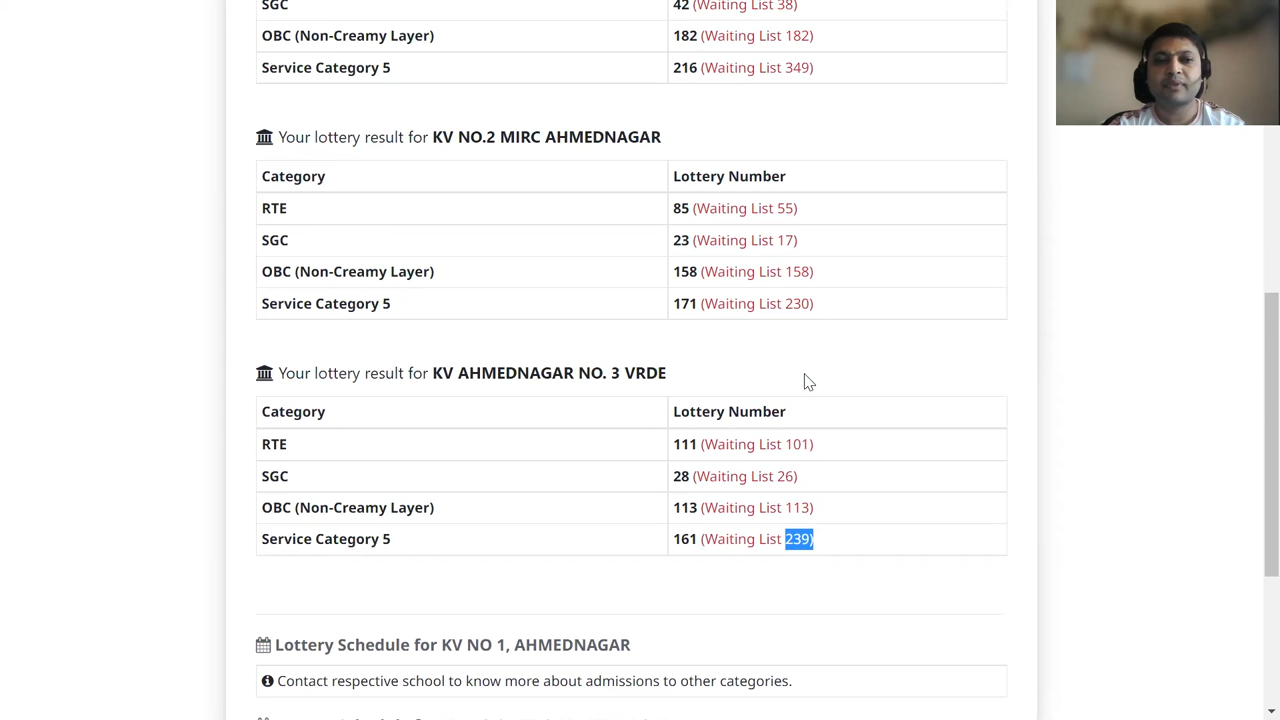 SGC 42 (Waiting List 38)
OBC (Non-Creamy Layer) 182 (Waiting List 182)
Service Category 5 216 (Waiting List 349)
Your lottery result for KV NO.2 MIRC AHMEDNAGAR
Category Lottery Number
RTE 85 (Waiting List 55)
SGC 23 (Waiting List 17)
OBC (Non-Creamy Layer) 158 (Waiting List 158)
Service Category 5 171 (Waiting List 230)
Your lottery result for KV AHMEDNAGAR NO. 3 VRDE
Category Lottery Number
RTE 111 (Waiting List 101)
SGC 28 (Waiting List 26)
OBC (Non-Creamy Layer) 113 (Waiting List 113)
Service Category 5 161 (Waiting List 239)
Lottery Schedule for KV NO 1, AHMEDNAGAR
Contact respective school to know more about admissions to other categories.